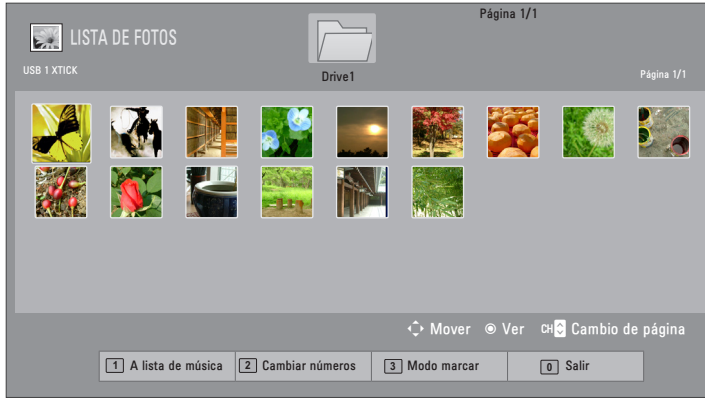 Página 1/1
LISTA DE FOTOS
USB 1 XTICK
Drive1
Página 1/1
Mover Ver CH Cambio de página
1 A lista de música 2 Cambiar números 3 Modo marcar 0 Salir